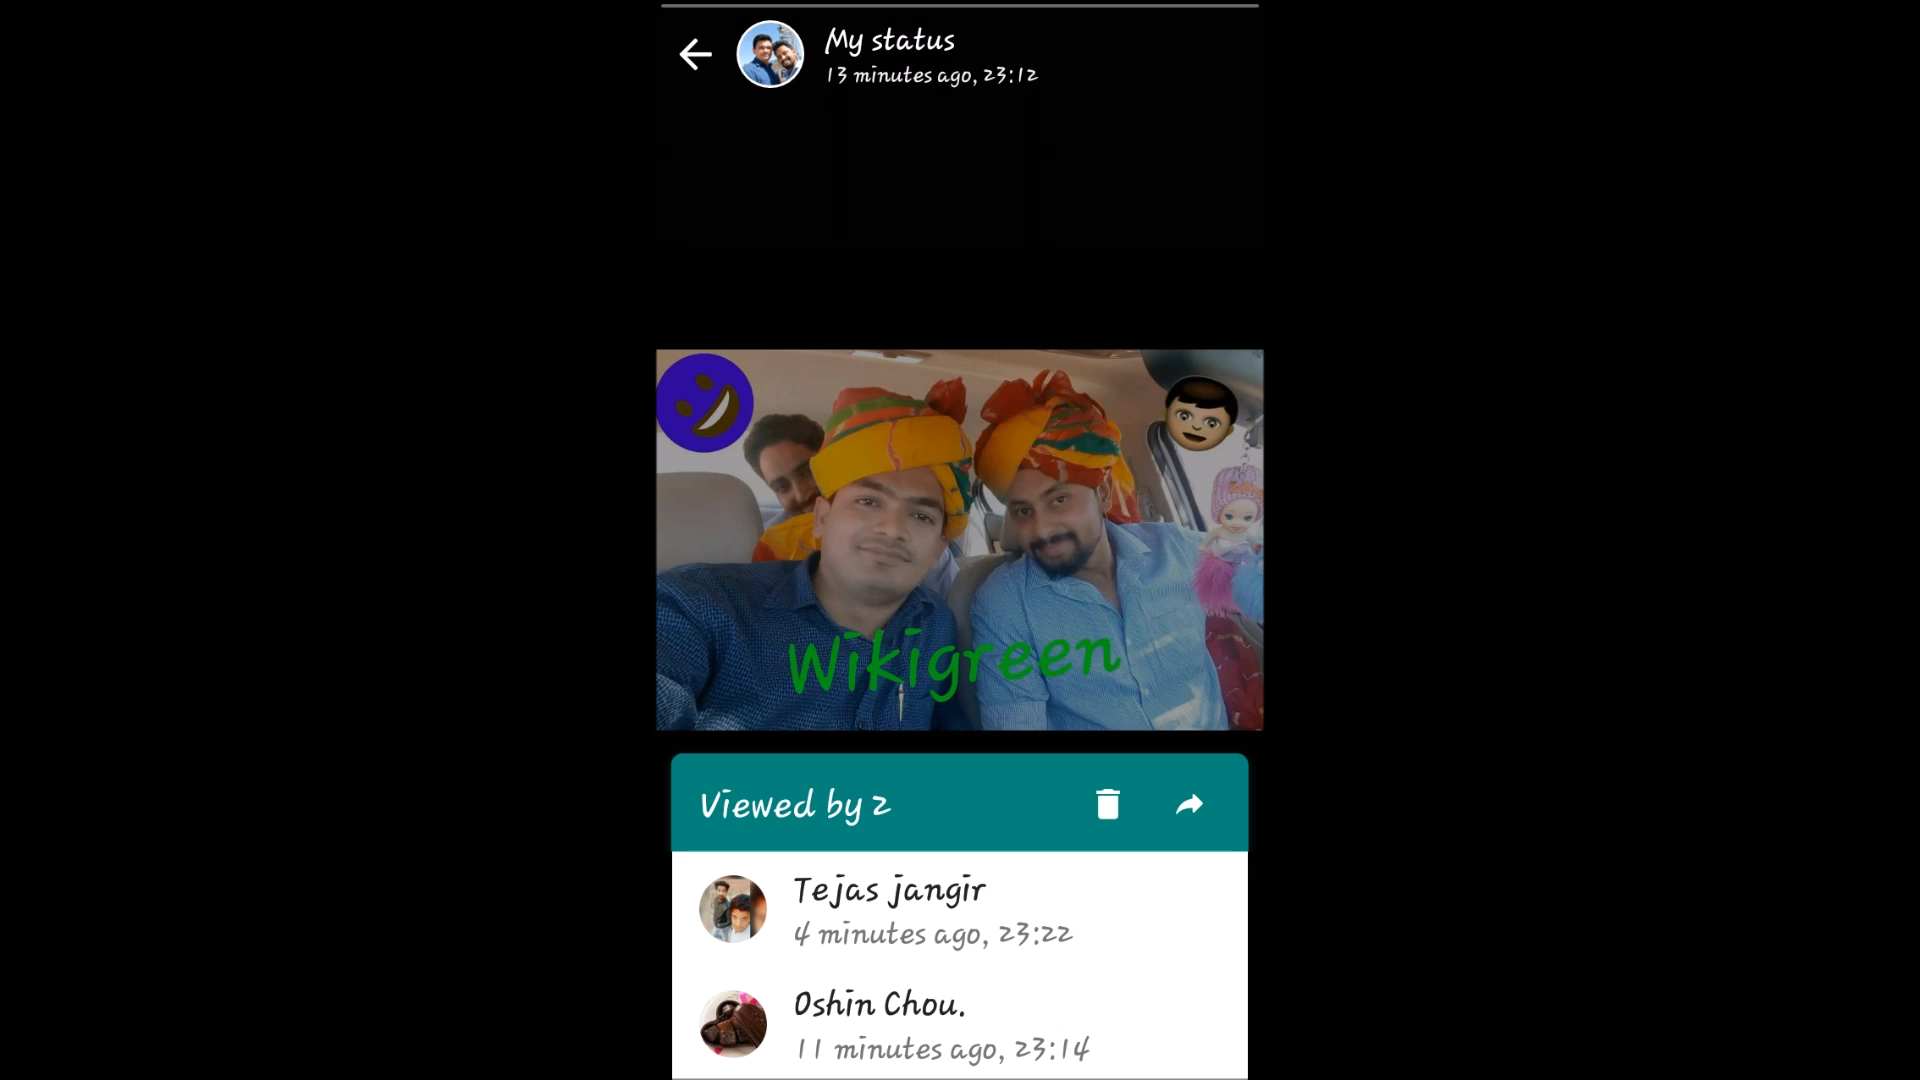 My status
13 minutes ago, 23:12
Wikigreen
Viewed by 2
Tejas jangir
4 minutes ago, 23:22
Oshin Chou.
11 minutes ago, 23:14